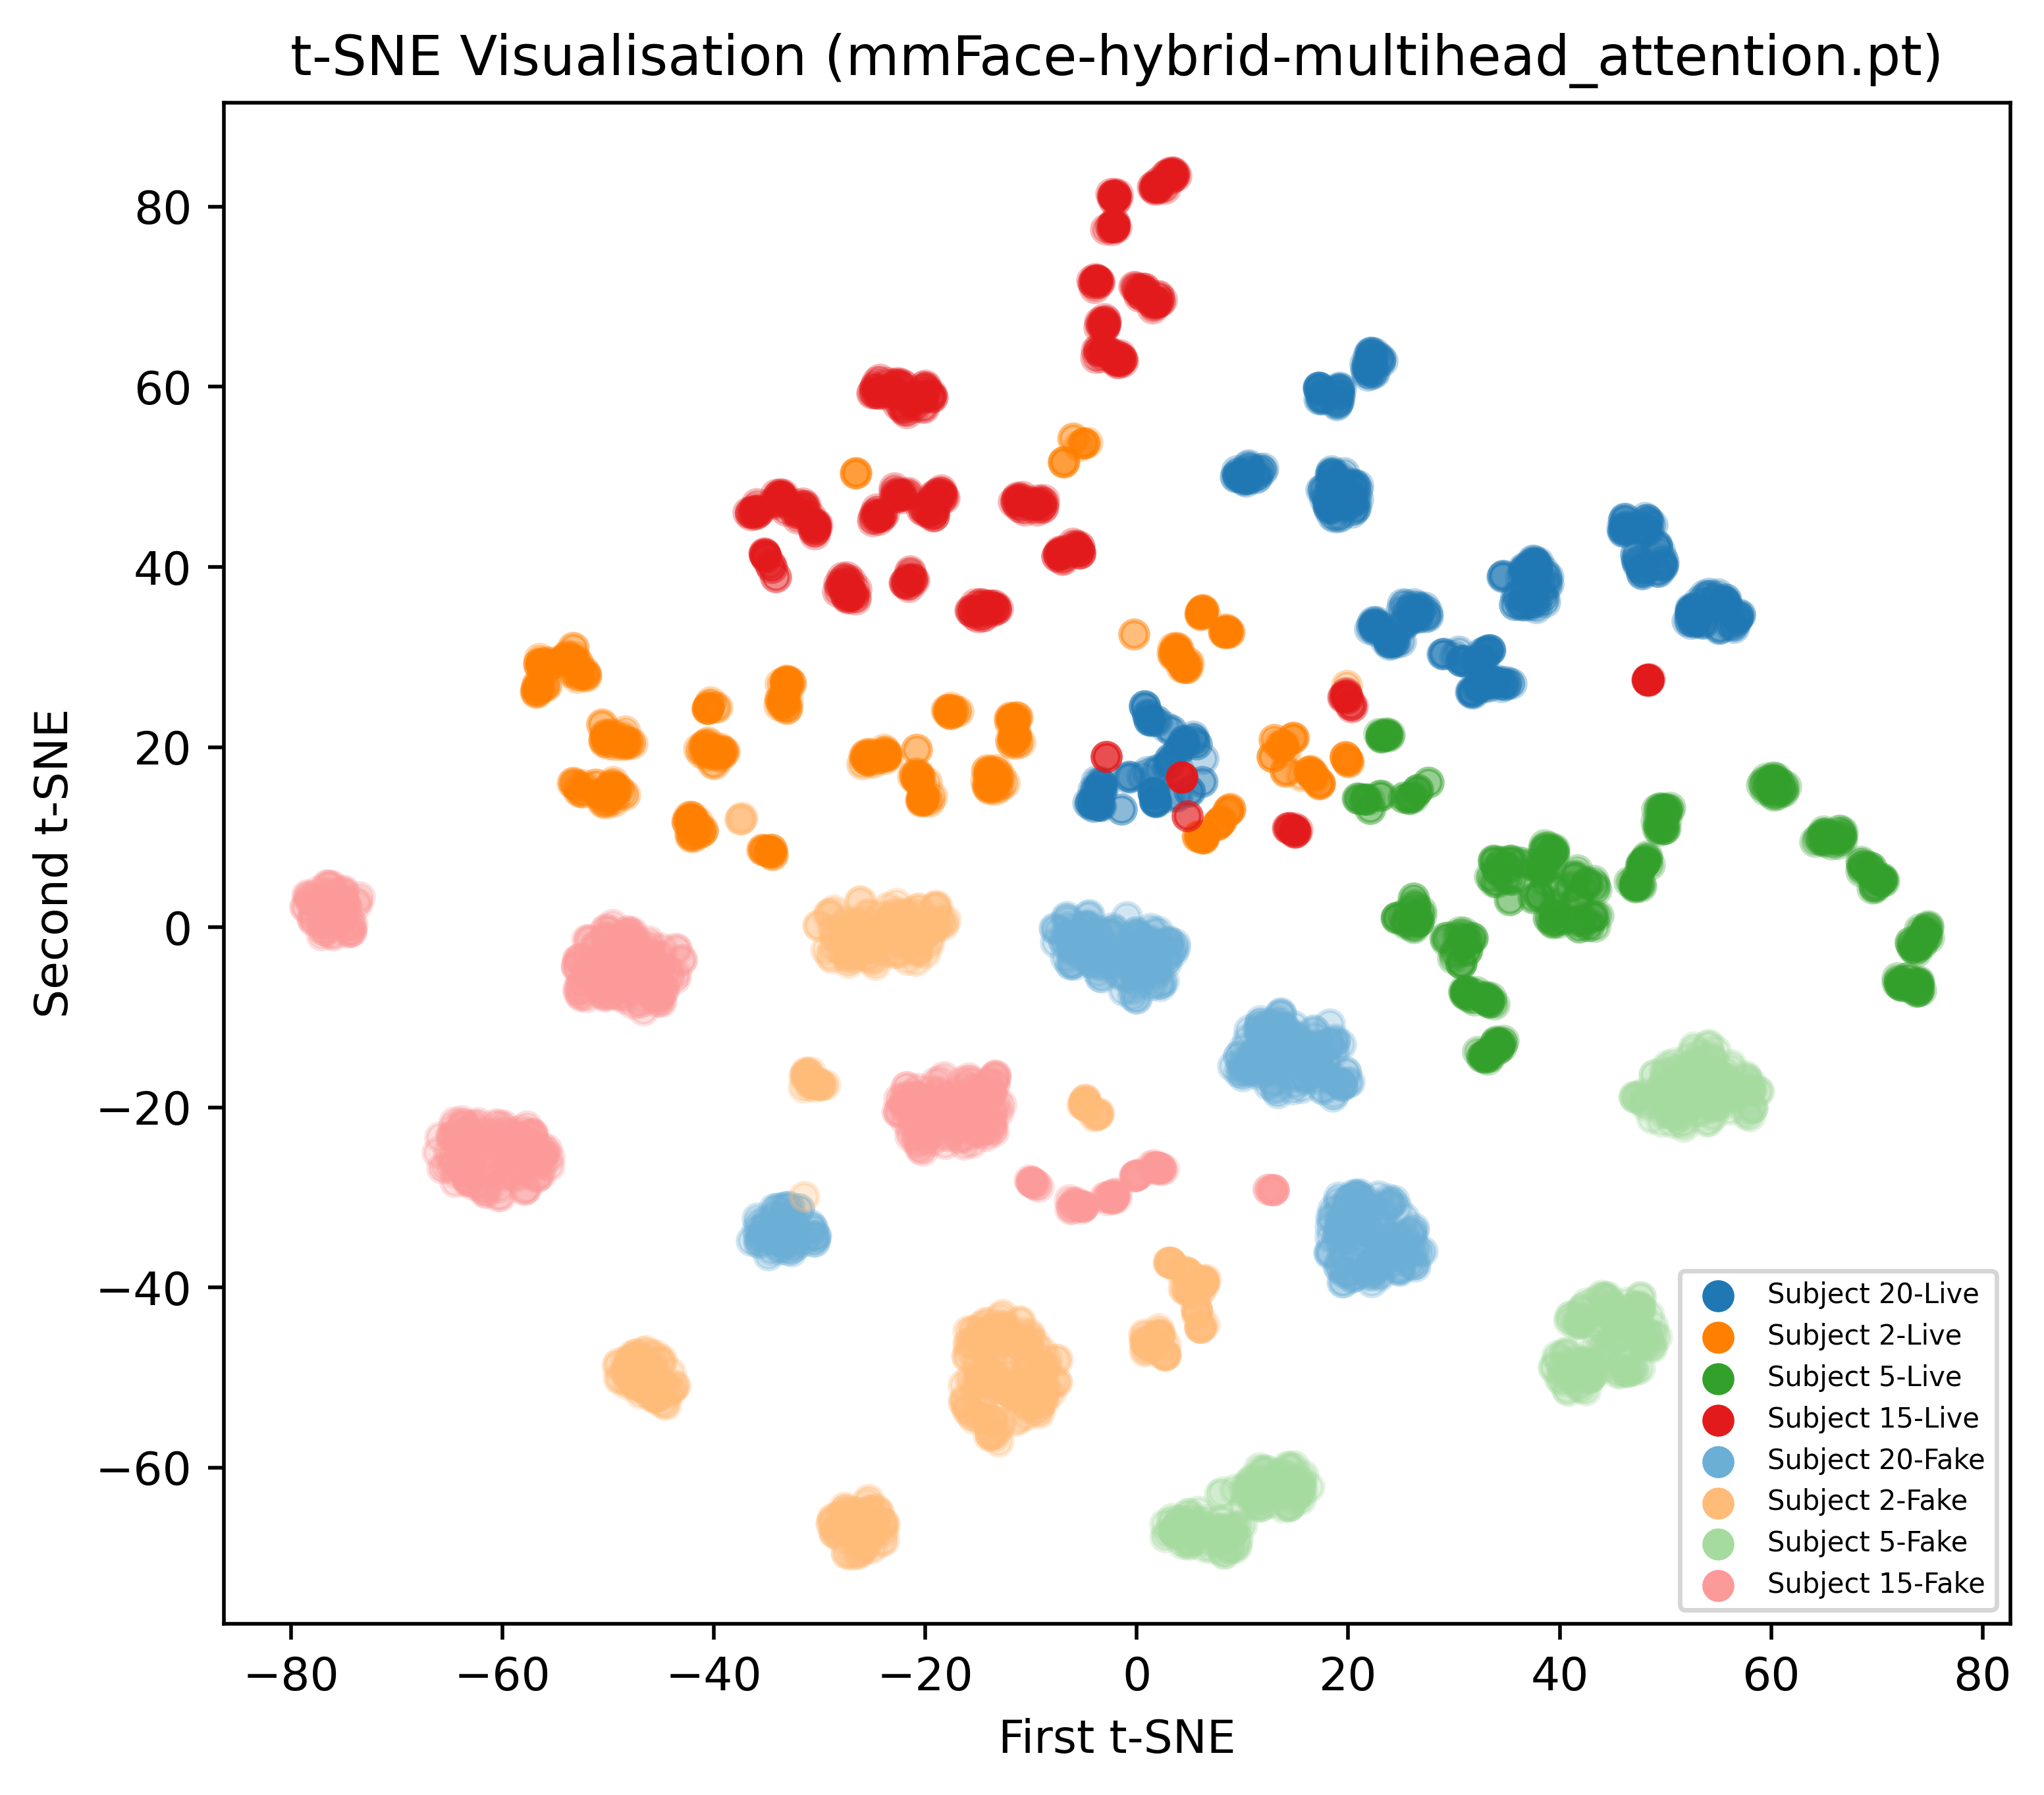 t-SNE Visualisation (mmFace-hybrid-multihead_attention.pt)
Second t-SNE
80
60
40
20
0
−20
−40
−60
Subject 20-Live
Subject 2-Live
Subject 5-Live
Subject 15-Live
Subject 20-Fake
Subject 2-Fake
Subject 5-Fake
Subject 15-Fake
−80 −60 −40 −20 0 20 40 60 80
First t-SNE